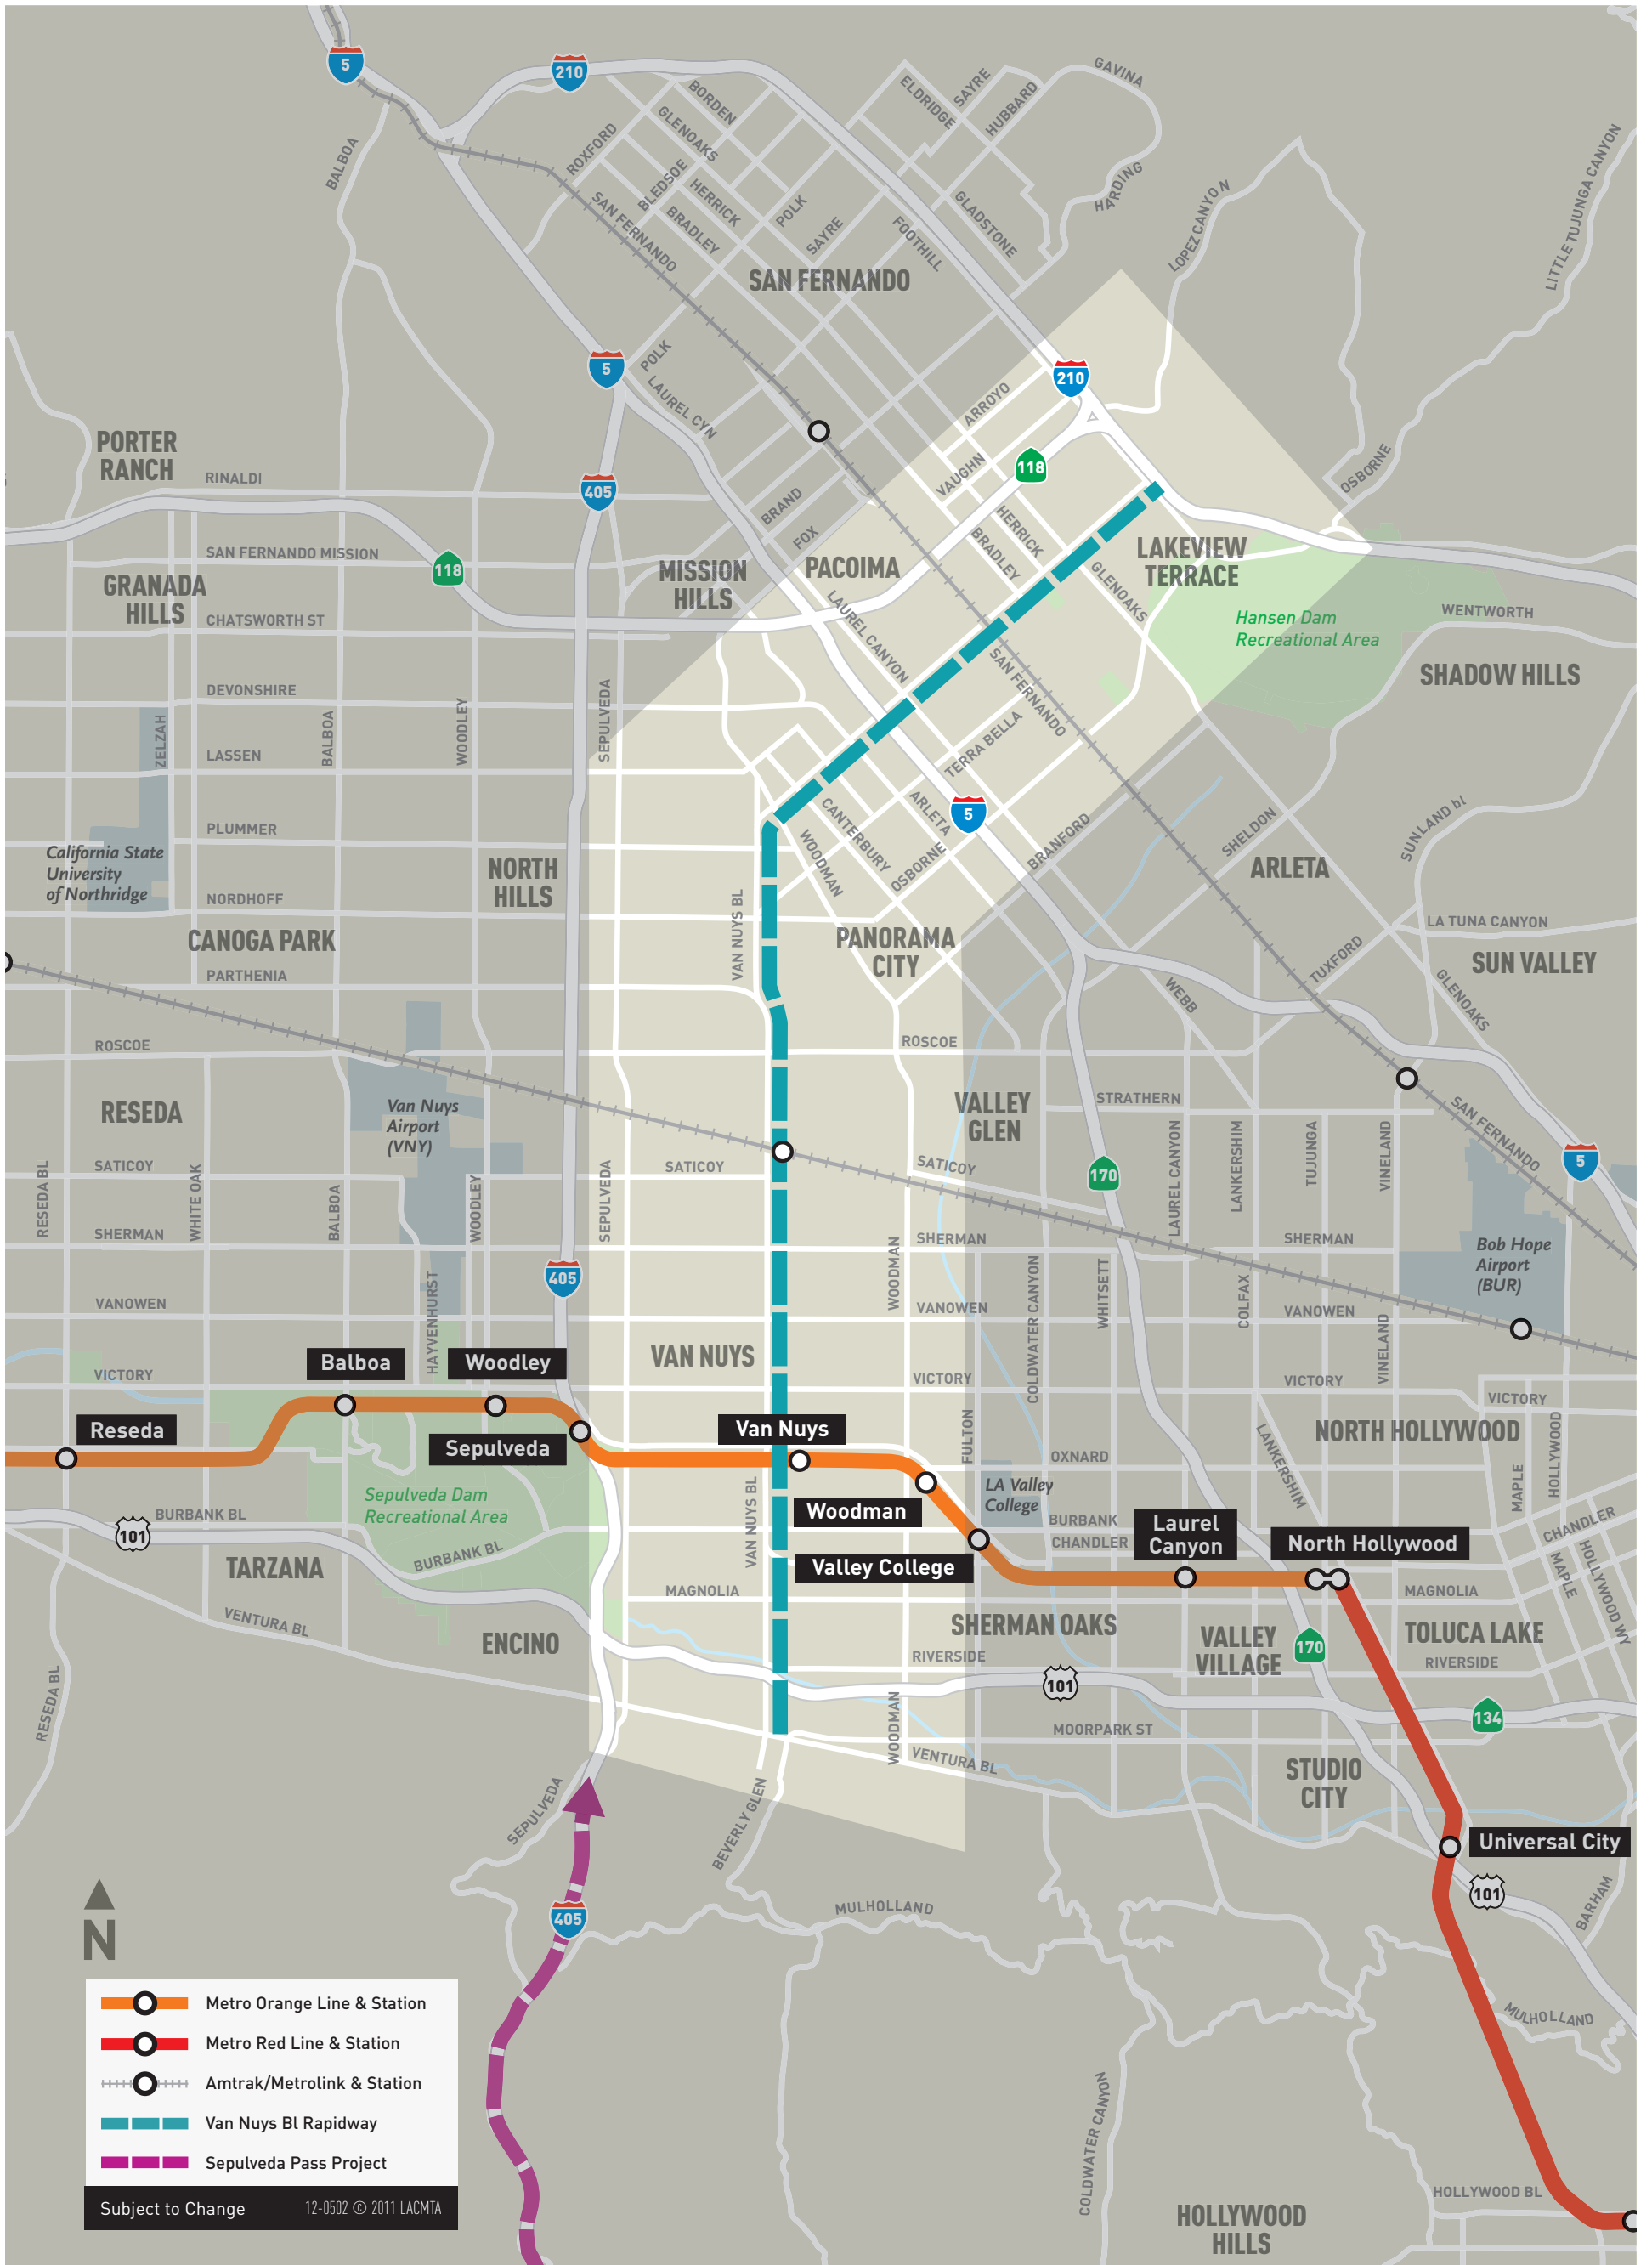 5
210
BORDEN
GLENOAKS
ELDRIDGE
SAYRE
HUBBARD
GAVINA
BALBOA
ROXFORD
BLEDSOE
HERRICK
SAN FERNANDO
BRADLEY
POLK
SAYRE
FOOTHILL
GLADSTONE
HARDING
LOPEZ CANYON
LITTLE TUJUNGA CANYON
SAN FERNANDO
5
POLK
LAUREL CYN
210
ARROYO
VAUGHN
118
OSBORNE
PORTER
RANCH
RINALDI
405
BRAND
FOX
HERRICK
BRADLEY
GLENOAKS
LAKEVIEW
TERRACE
SAN FERNANDO MISSION
118
MISSION
HILLS
PACOIMA
GRANADA
HILLS
CHATSWORTH ST
LAUREL CANYON
Hansen Dam
Recreational Area
WENTWORTH
SHADOW HILLS
DEVONSHIRE
SEPULVEDA
SAN FERNANDO
ZELZAH
BALBOA
WOODLEY
LASSEN
TERRA BELLA
PLUMMER
CANTERBURY
ARLETA
5
WOODMAN
OSBORNE
BRANFORD
SHELDON
SUNLAND bl
ARLETA
California State
University
of Northridge
NORTH
HILLS
NORDHOFF
VAN NUYS BL
CANOGA PARK
PANORAMA
CITY
LA TUNA CANYON
TUXFORD
SUN VALLEY
PARTHENIA
WEBB
GLENOAKS
ROSCOE
ROSCOE
RESEDA
Van Nuys
Airport
(VNY)
VALLEY
GLEN
STRATHERN
SAN FERNANDO
5
RESEDA BL
SATICOY
WHITE OAK
BALBOA
WOODLEY
SEPULVEDA
SATICOY
SATICOY
170
LAUREL CANYON
LANKERSHIM
TUJUNGA
VINELAND
SHERMAN
SHERMAN
SHERMAN
Bob Hope
Airport
(BUR)
405
WOODMAN
COLDWATER CANYON
WHITSETT
COLFAX
VANOWEN
VANOWEN
VANOWEN
HAYVENHURST
VINELAND
VAN NUYS
Balboa
Woodley
VICTORY
VICTORY
VICTORY
VICTORY
Reseda
Sepulveda
Van Nuys
FULTON
OXNARD
LANKERSHIM
NORTH HOLLYWOOD
HOLLYWOOD
MAPLE
Sepulveda Dam
Recreational Area
VAN NUYS BL
Woodman
LA Valley
College
BURBANK BL
101
BURBANK
CHANDLER
Laurel
Canyon
North Hollywood
CHANDLER
TARZANA
BURBANK BL
Valley College
MAPLE
HOLLYWOOD WY
MAGNOLIA
MAGNOLIA
VENTURA BL
ENCINO
SHERMAN OAKS
VALLEY
VILLAGE
170
TOLUCA LAKE
RIVERSIDE
RIVERSIDE
101
RESEDA BL
WOODMAN
134
MOORPARK ST
VENTURA BL
STUDIO
CITY
SEPULVEDA
BEVERLY GLEN
Universal City
101
N
405
MULHOLLAND
BARHAM
MULHOLLAND
COLDWATER CANYON
Metro Orange Line & Station
Metro Red Line & Station
Amtrak/Metrolink & Station
Van Nuys Bl Rapidway
Sepulveda Pass Project
Subject to Change
12-0502 © 2011 LACMTA
HOLLYWOOD BL
HOLLYWOOD
HILLS